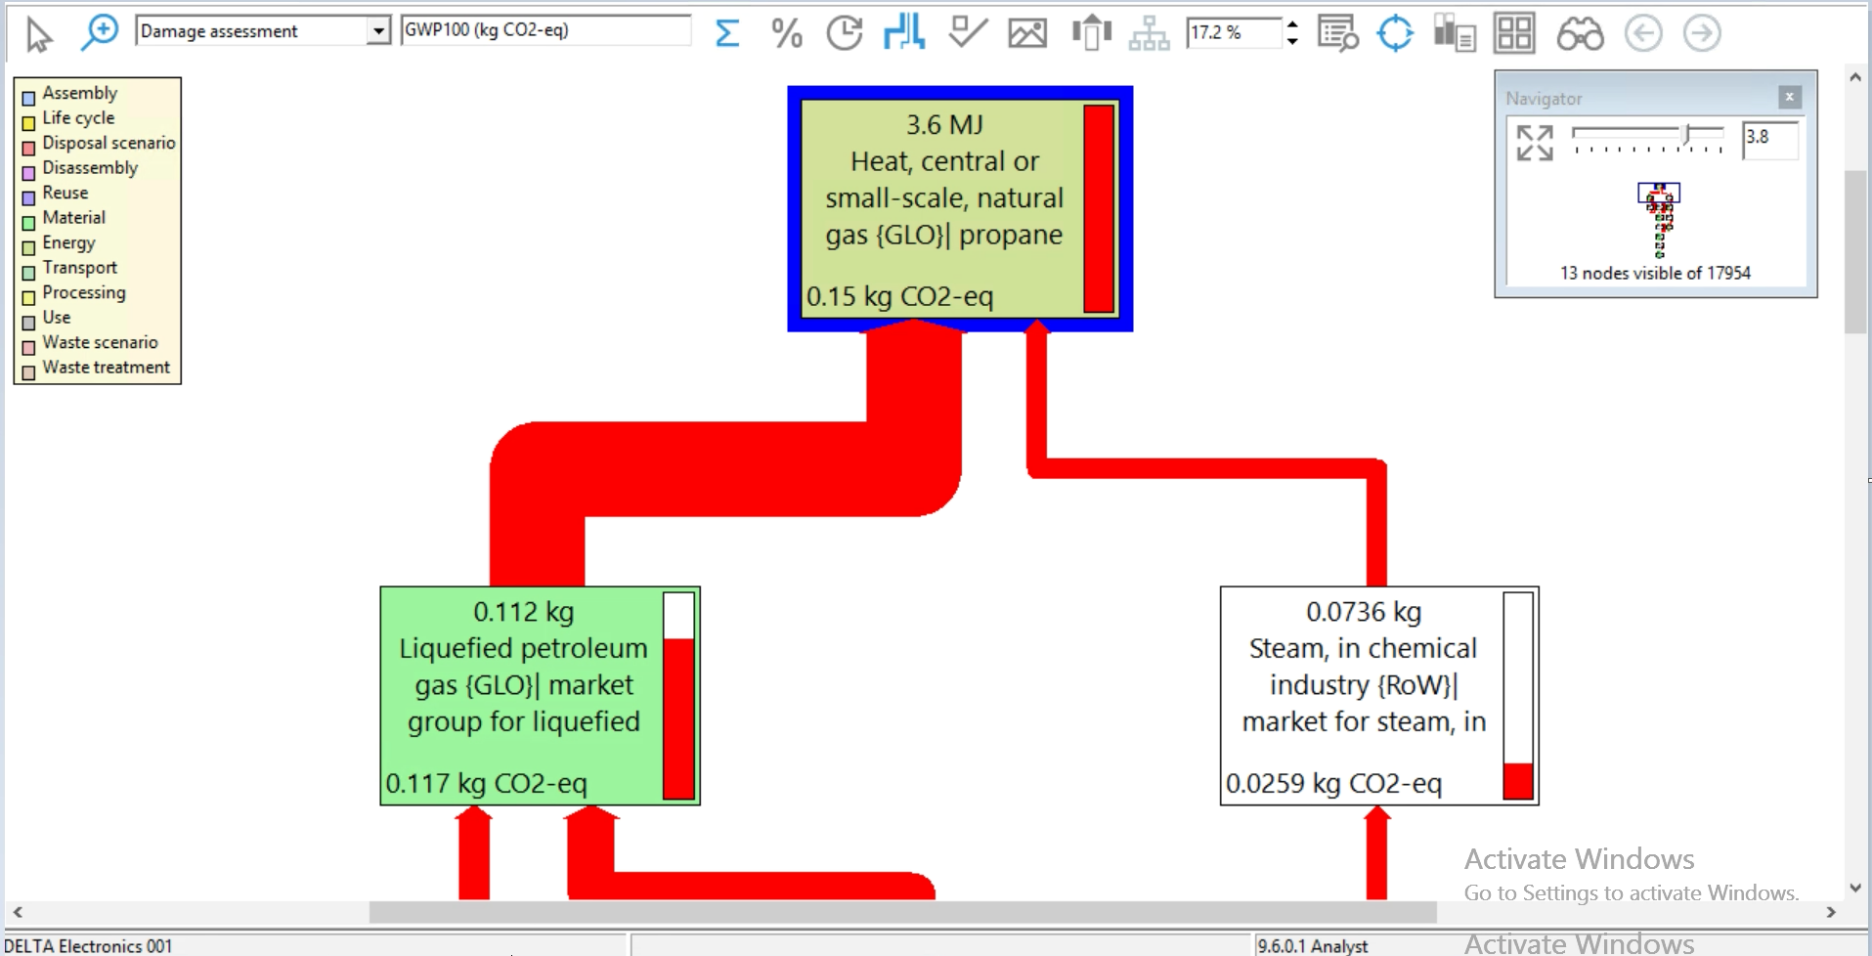 Damage assessment
GWP100 (kg CO2-eq)
Σ
%
17.2 %
Assembly
Life cycle
Disposal scenario
Disassembly
Reuse
Material
Energy
Transport
Processing
Use
Waste scenario
Waste treatment
3.6 MJ
Heat, central or
small-scale, natural
gas {GLO}| propane
0.15 kg CO2-eq
Navigator
x
3.8
13 nodes visible of 17954
0.112 kg
Liquefied petroleum
gas {GLO}| market
group for liquefied
0.117 kg CO2-eq
0.0736 kg
Steam, in chemical
industry {RoW}|
market for steam, in
0.0259 kg CO2-eq
Activate Windows
Go to Settings to activate Windows.
DELTA Electronics 001
9.6.0.1 Analyst
Activate Windows